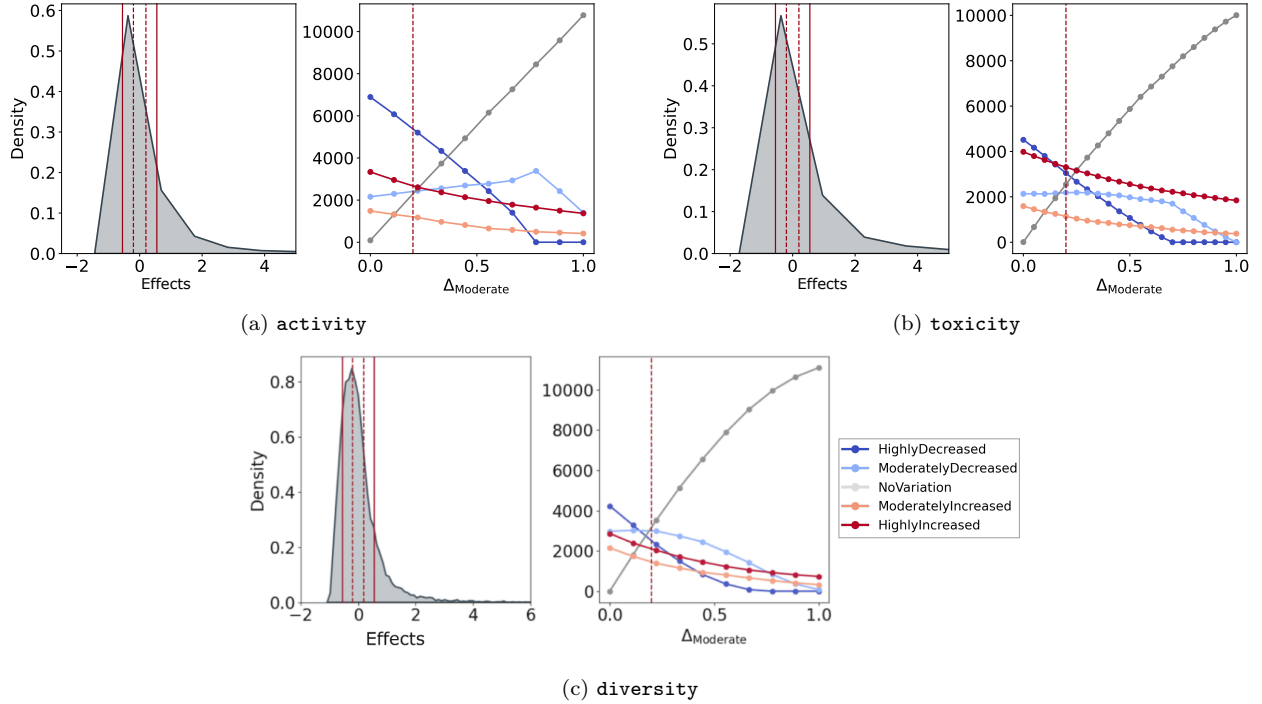 0.6
0.5
0.4
0.3
0.2
0.1
0.0
Density
−2 0 2 4
Effects
10000
8000
6000
4000
2000
0
0.0 0.5 1.0
ΔModerate
(a) activity
0.5
0.4
0.3
0.2
0.1
0.0
Density
−2 0 2 4
Effects
10000
8000
6000
4000
2000
0
0.0 0.5 1.0
ΔModerate
(b) toxicity
0.8
0.6
0.4
0.2
0.0
Density
−2 0 2 4 6
Effects
10000
8000
6000
4000
2000
0
0.0 0.5 1.0
ΔModerate
HighlyDecreased
ModeratelyDecreased
NoVariation
ModeratelyIncreased
HighlyIncreased
(c) diversity